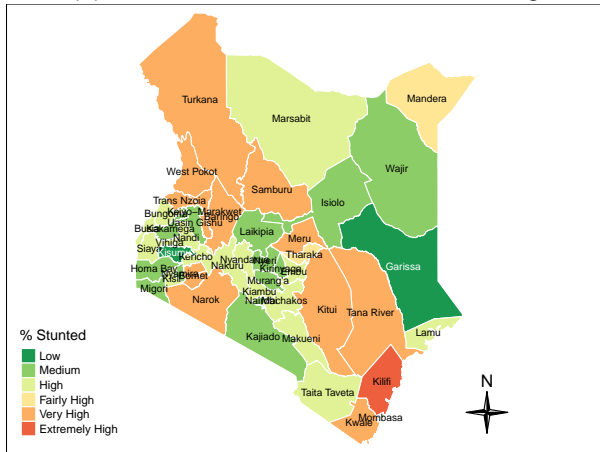 Turkana
Mandera
Marsabit
Wajir
West Pokot
Samburu
Trans Nzoia
Isiolo
Keiyo-Marakwet
Bungoma
Baringo
Uasin Gishu
Busia
Kakamega
Laikipia
Nandi
Meru
Vihiga
Siaya
Kisumu
Kericho
Nyandarua
Nyeri
Tharaka
Garissa
Nakuru
Kirinyaga
Embu
Homa Bay
Nyamira
Bomet
Kisii
Murang'a
Migori
Kiambu
Narok
Nairobi
Machakos
Kitui
Tana River
Lamu
Kajiado
Makueni
Kilifi
Taita Taveta
Mombasa
Kwale
% Stunted
Low
Medium
High
Fairly High
Very High
Extremely High
N